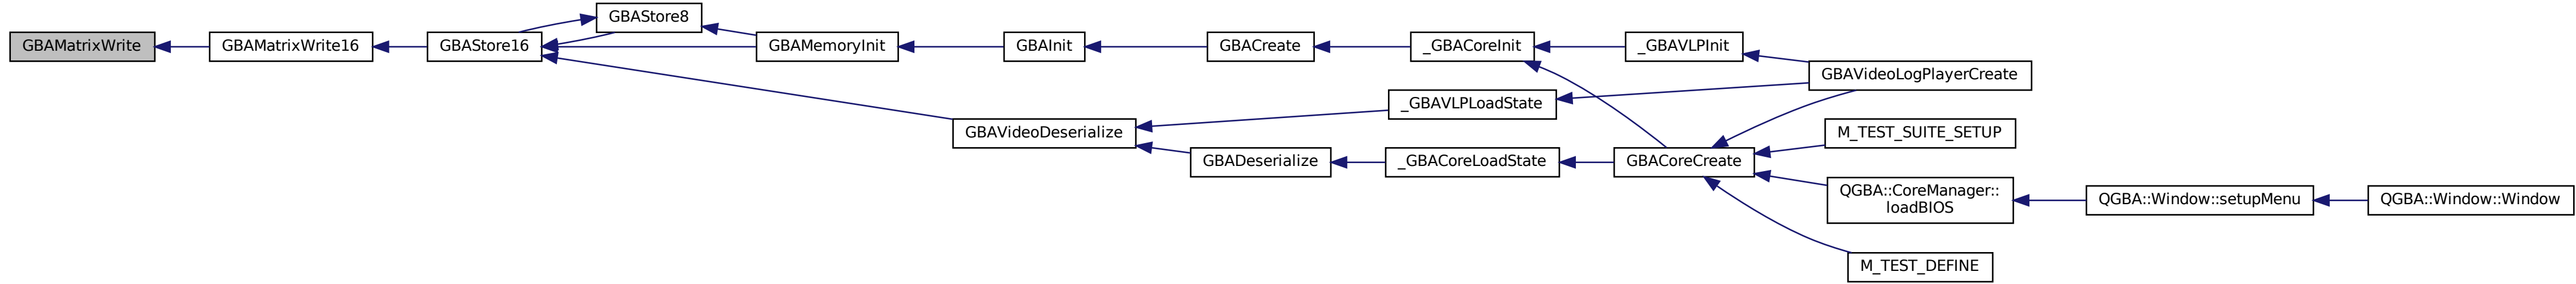 GBAMatrixWrite
GBAMatrixWrite16
GBAStore16
GBAStore8
GBAMemoryInit
GBAInit
GBACreate
_GBACoreInit
_GBAVLPInit
GBAVideoLogPlayerCreate
_GBAVLPLoadState
GBAVideoDeserialize
GBADeserialize
_GBACoreLoadState
GBACoreCreate
M_TEST_SUITE_SETUP
QGBA::CoreManager::
loadBIOS
QGBA::Window::setupMenu
QGBA::Window::Window
M_TEST_DEFINE